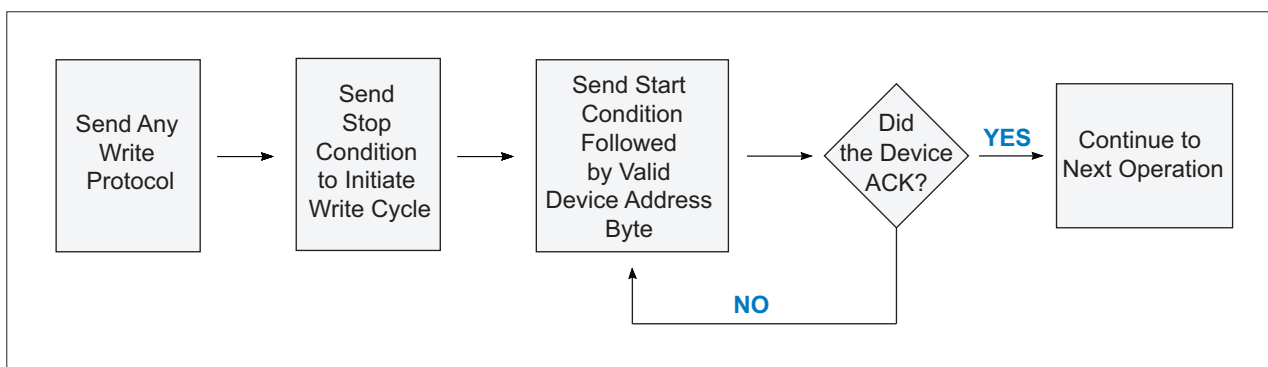 Send Any
Write
Protocol
Send
Stop
Condition
to Initiate
Write Cycle
Send Start
Condition
Followed
by Valid
Device Address
Byte
Did
the Device
ACK?
YES
Continue to
Next Operation
NO